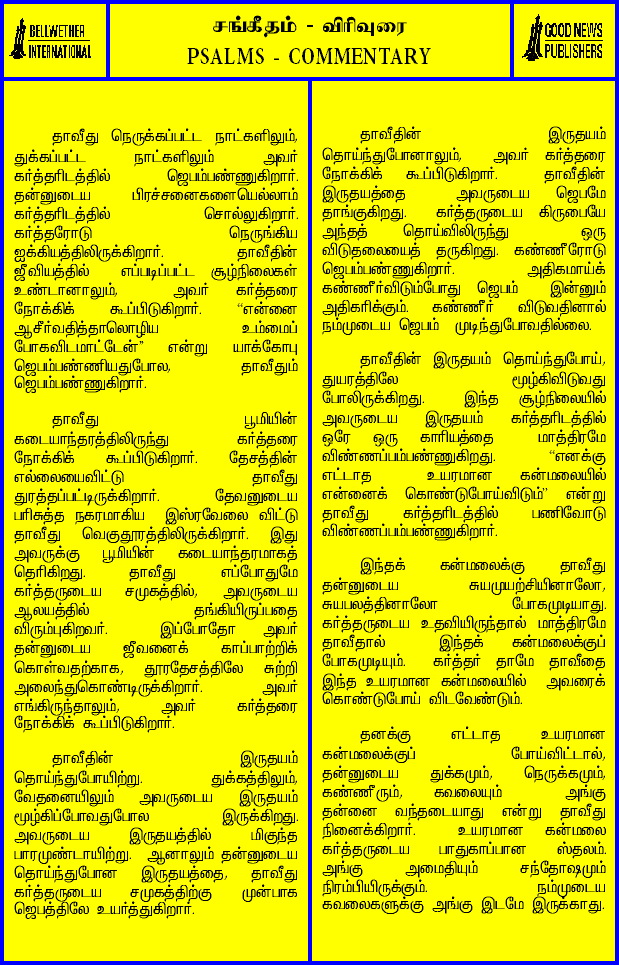 BELLWETHER
INTERNATIONAL
சங்கீதம் - விரிவுரை
PSALMS - COMMENTARY
GOOD NEWS
PUBLISHERS
தாவீது நெருக்கப்பட்ட நாட்களிலும்,
துக்கப்பட்ட நாட்களிலும் அவர்
கர்த்தரிடத்தில் ஜெபம்பண்ணுகிறார்.
தன்னுடைய பிரச்சனைகளையெல்லாம்
கர்த்தரிடத்தில் சொல்லுகிறார்.
கர்த்தரோடு நெருங்கிய
ஐக்கியத்திலிருக்கிறார். தாவீதின்
ஜீவியத்தில் எப்படிப்பட்ட சூழ்நிலைகள்
உண்டானாலும், அவர் கர்த்தரை
நோக்கிக் கூப்பிடுகிறார். “என்னை
ஆசீர்வதித்தாலொழிய உம்மைப்
போகவிடமாட்டேன்” என்று யாக்கோபு
ஜெபம்பண்ணியதுபோல, தாவீதும்
ஜெபம்பண்ணுகிறார்.
தாவீது பூமியின்
கடையாந்தரத்திலிருந்து கர்த்தரை
நோக்கிக் கூப்பிடுகிறார். தேசத்தின்
எல்லையைவிட்டு தாவீது
துரத்தப்பட்டிருக்கிறார். தேவனுடைய
பரிசுத்த நகரமாகிய இஸ்ரவேலை விட்டு
தாவீது வெகுதூரத்திலிருக்கிறார். இது
அவருக்கு பூமியின் கடையாந்தரமாகத்
தெரிகிறது. தாவீது எப்போதுமே
கர்த்தருடைய சமுகத்தில், அவருடைய
ஆலயத்தில் தங்கியிருப்பதை
விரும்புகிறவர். இப்போதோ அவர்
தன்னுடைய ஜீவனைக் காப்பாற்றிக்
கொள்வதற்காக, தூரதேசத்திலே சுற்றி
அலைந்துகொண்டிருக்கிறார். அவர்
எங்கிருந்தாலும், அவர் கர்த்தரை
நோக்கிக் கூப்பிடுகிறார்.
தாவீதின் இருதயம்
தொய்ந்துபோயிற்று. துக்கத்திலும்,
வேதனையிலும் அவருடைய இருதயம்
மூழ்கிப்போவதுபோல இருக்கிறது.
அவருடைய இருதயத்தில் மிகுந்த
பாரமுண்டாயிற்று. ஆனாலும் தன்னுடைய
தொய்ந்துபோன இருதயத்தை, தாவீது
கர்த்தருடைய சமுகத்திற்கு முன்பாக
ஜெபத்திலே உயர்த்துகிறார்.
தாவீதின் இருதயம்
தொய்ந்துபோனாலும், அவர் கர்த்தரை
நோக்கிக் கூப்பிடுகிறார். தாவீதின்
இருதயத்தை அவருடைய ஜெபமே
தாங்குகிறது. கர்த்தருடைய கிருபையே
அந்தத் தொய்விலிருந்து ஒரு
விடுதலையைத் தருகிறது. கண்ணீரோடு
ஜெபம்பண்ணுகிறார். அதிகமாய்க்
கண்ணீர்விடும்போது ஜெபம் இன்னும்
அதிகரிக்கும். கண்ணீர் விடுவதினால்
நம்முடைய ஜெபம் முடிந்துபோவதில்லை.
தாவீதின் இருதயம் தொய்ந்துபோய்,
துயரத்திலே மூழ்கிவிடுவது
போலிருக்கிறது. இந்த சூழ்நிலையில்
அவருடைய இருதயம் கர்த்தரிடத்தில்
ஒரே ஒரு காரியத்தை மாத்திரமே
விண்ணப்பம்பண்ணுகிறது. “எனக்கு
எட்டாத உயரமான கன்மலையில்
என்னைக் கொண்டுபோய்விடும்” என்று
தாவீது கர்த்தரிடத்தில் பணிவோடு
விண்ணப்பம்பண்ணுகிறார்.
இந்தக் கன்மலைக்கு தாவீது
தன்னுடைய சுயமுயற்சியினாலோ,
சுயபலத்தினாலோ போகமுடியாது.
கர்த்தருடைய உதவியிருந்தால் மாத்திரமே
தாவீதால் இந்தக் கன்மலைக்குப்
போகமுடியும். கர்த்தர் தாமே தாவீதை
இந்த உயரமான கன்மலையில் அவரைக்
கொண்டுபோய் விடவேண்டும்.
தனக்கு எட்டாத உயரமான
கன்மலைக்குப் போய்விட்டால்,
தன்னுடைய துக்கமும், நெருக்கமும்,
கண்ணீரும், கவலையும் அங்கு
தன்னை வந்தடையாது என்று தாவீது
நினைக்கிறார். உயரமான கன்மலை
கர்த்தருடைய பாதுகாப்பான ஸ்தலம்.
அங்கு அமைதியும் சந்தோஷமும்
நிரம்பியிருக்கும். நம்முடைய
கவலைகளுக்கு அங்கு இடமே இருக்காது.